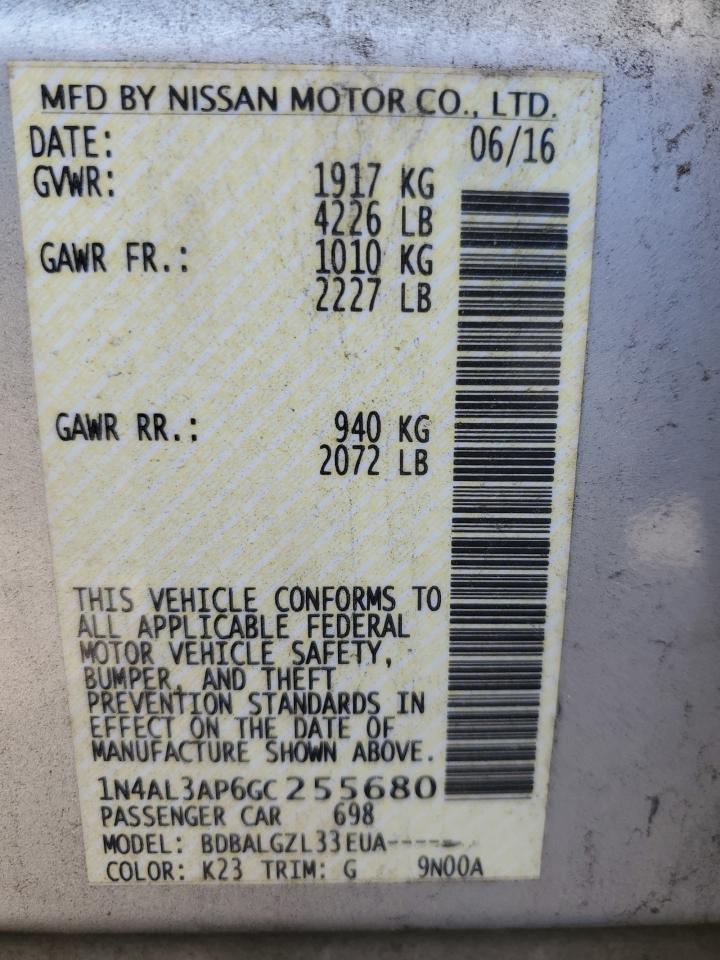 MFD BY NISSAN MOTOR CO., LTD.
DATE: 06/16
GVWR: 1917 KG
4226 LB
GAWR FR.: 1010 KG
2227 LB
GAWR RR.: 940 KG
2072 LB
THIS VEHICLE CONFORMS TO
ALL APPLICABLE FEDERAL
MOTOR VEHICLE SAFETY,
BUMPER, AND THEFT
PREVENTION STANDARDS IN
EFFECT ON THE DATE OF
MANUFACTURE SHOWN ABOVE.
1N4AL3AP6GC255680
PASSENGER CAR 698
MODEL: BDBALGZL33EUA-----
COLOR: K23 TRIM: G 9N00A